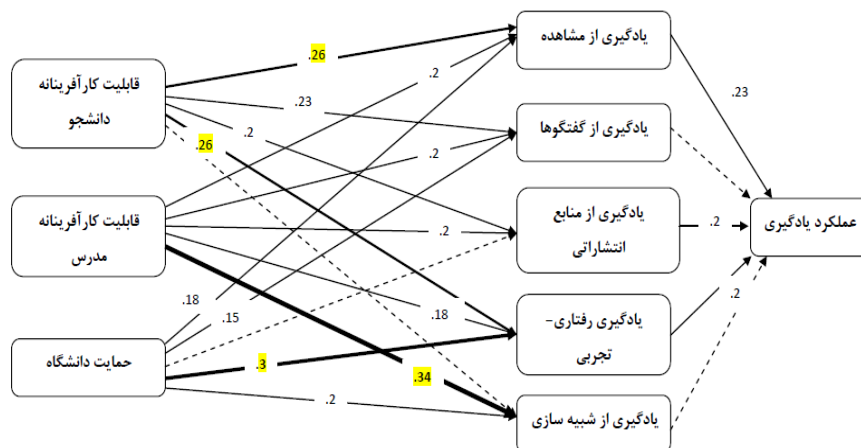 یادگیری از مشاهده
.26
.2
قابلیت کارآفرینانه
دانشجو
.23
.23
یادگیری از گفتگوها
.2
.26
.2
قابلیت کارآفرینانه
مدرس
.2
یادگیری از منابع
انتشاراتی
.2
عملکرد یادگیری
.18
.15
.18
.2
یادگیری رفتاری-
تجربی
حمایت دانشگاه
.3
.34
.2
یادگیری از شبیه سازی